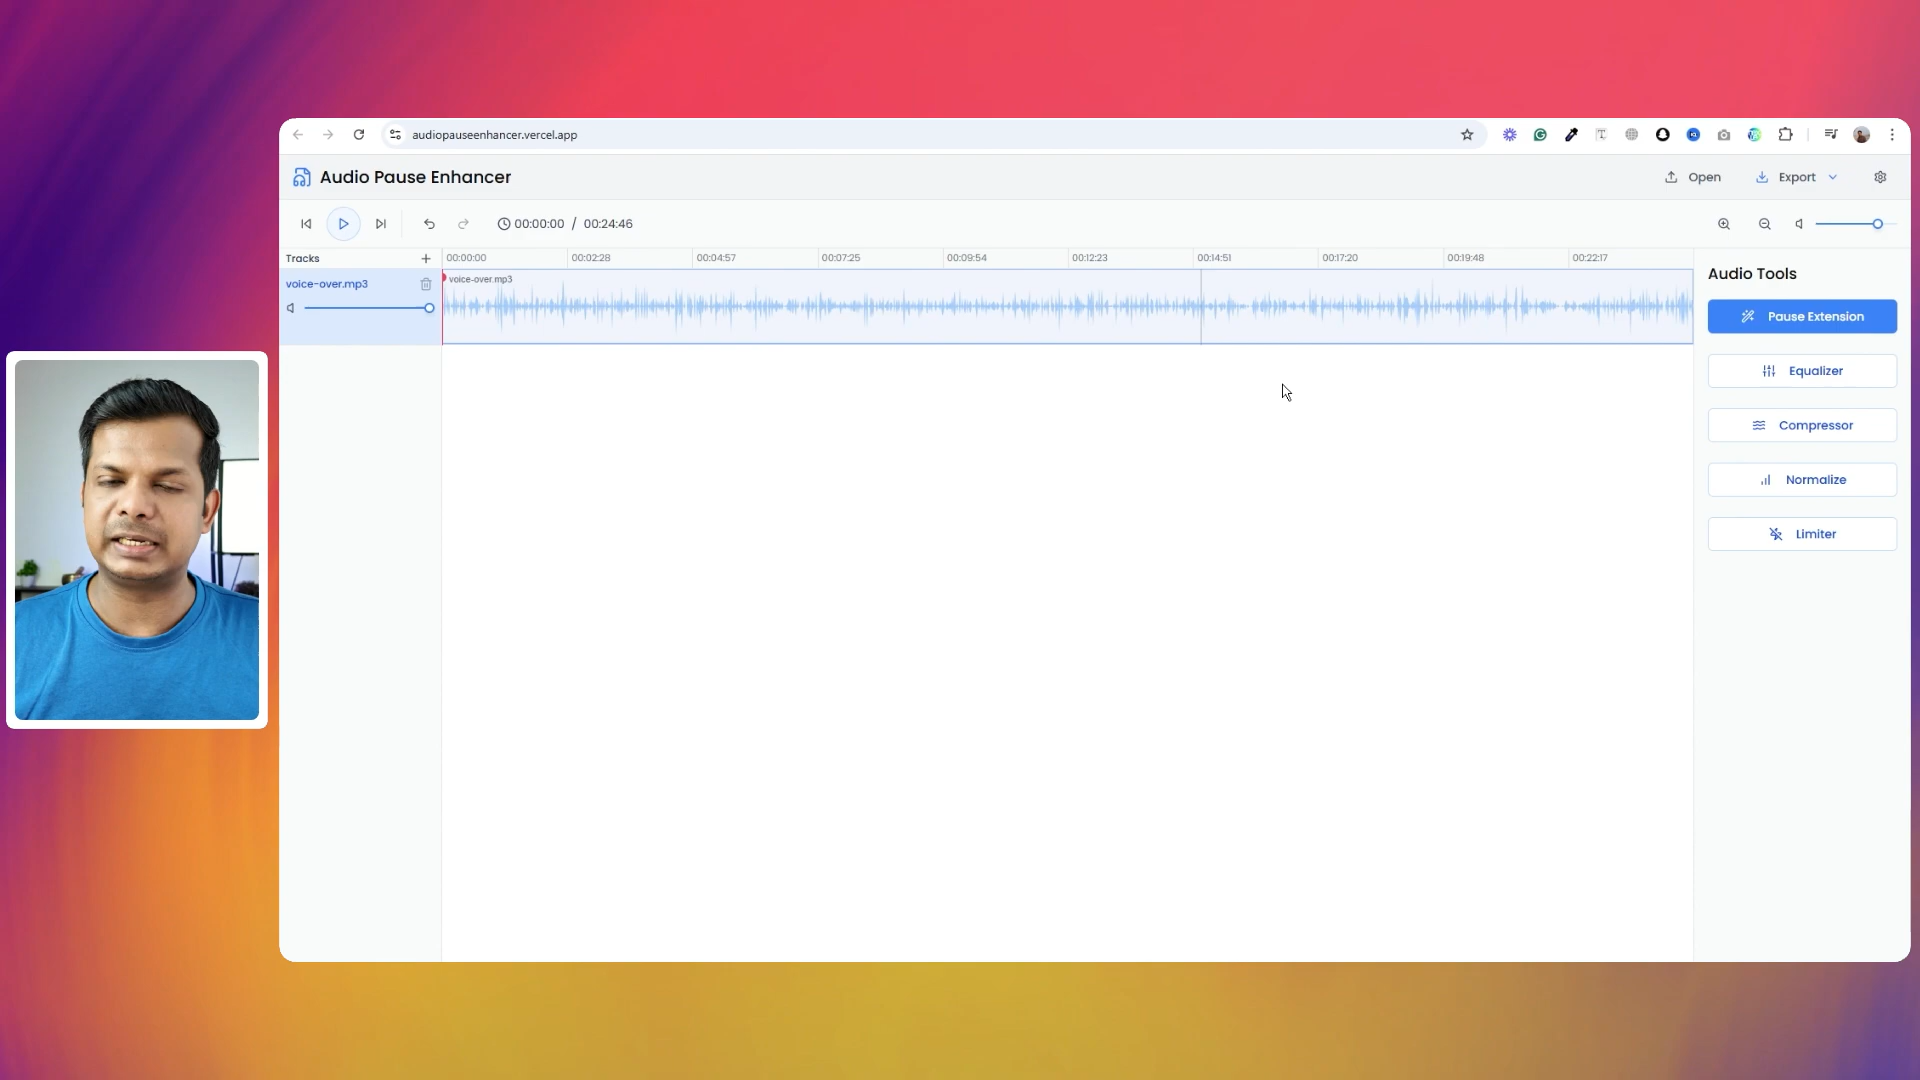 audiopauseenhancer.vercel.app
Audio Pause Enhancer
Open
Export
00:00:00 / 00:24:46
Tracks
00:00:00
00:02:28
00:04:57
00:07:25
00:09:54
00:12:23
00:14:51
00:17:20
00:19:48
00:22:17
voice-over.mp3
voice-over.mp3
Audio Tools
Pause Extension
Equalizer
Compressor
Normalize
Limiter